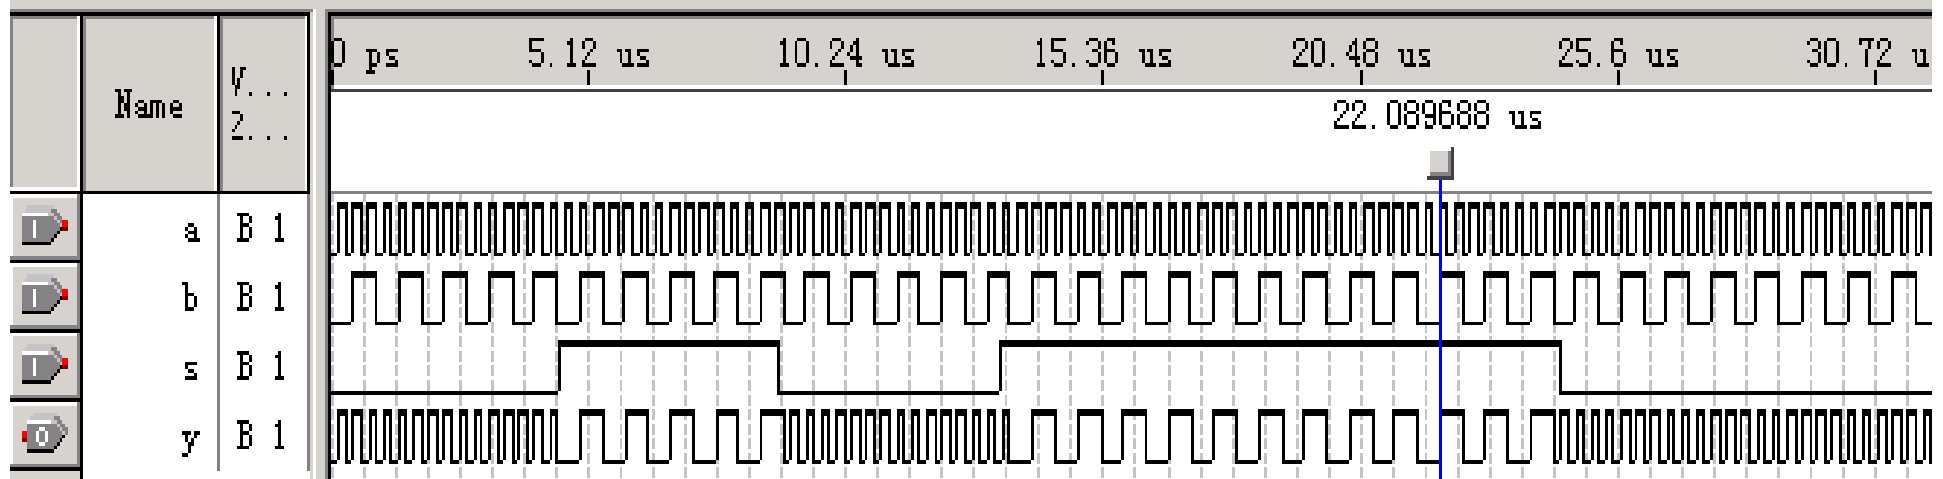 0 ps 5.12 us 10.24 us 15.36 us 20.48 us 25.6 us 30.72 u
Name V... 2...
22.089688 us
I a B 1
I b B 1
I s B 1
O y B 1